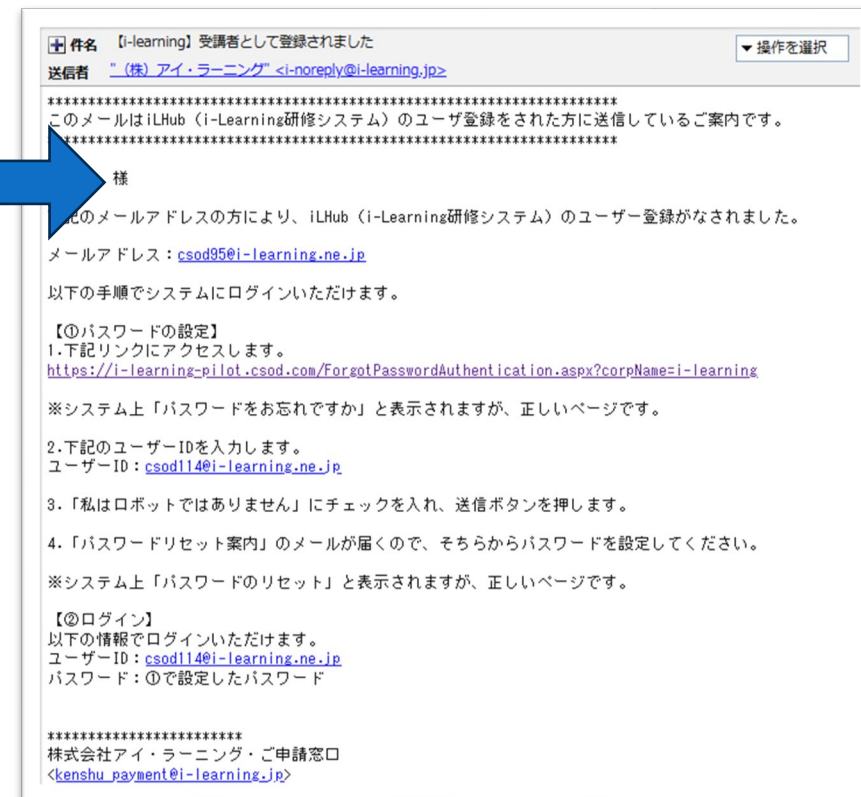 件名 【i-learning】受講者として登録されました
▼操作を選択
送信者 "（株）アイ・ラーニング" <i-noreply@i-learning.jp>
**********************************************************************
このメールはiLHub（i-Learning研修システム）のユーザ登録をされた方に送信しているご案内です。
**********************************************************************
様
記のメールアドレスの方により、iLHub（i-Learning研修システム）のユーザー登録がなされました。
メールアドレス：csod95@i-learning.ne.jp
以下の手順でシステムにログインいただけます。
【①パスワードの設定】
1.下記リンクにアクセスします。
https://i-learning-pilot.csod.com/ForgotPasswordAuthentication.aspx?corpName=i-learning
※システム上「パスワードをお忘れですか」と表示されますが、正しいページです。
2.下記のユーザーIDを入力します。
ユーザーID：csod114@i-learning.ne.jp
3.「私はロボットではありません」にチェックを入れ、送信ボタンを押します。
4.「パスワードリセット案内」のメールが届くので、そちらからパスワードを設定してください。
※システム上「パスワードのリセット」と表示されますが、正しいページです。
【②ログイン】
以下の情報でログインいただけます。
ユーザーID：csod114@i-learning.ne.jp
パスワード：①で設定したパスワード
************************
株式会社アイ・ラーニング・ご申請窓口
<kenshu_payment@i-learning.jp>